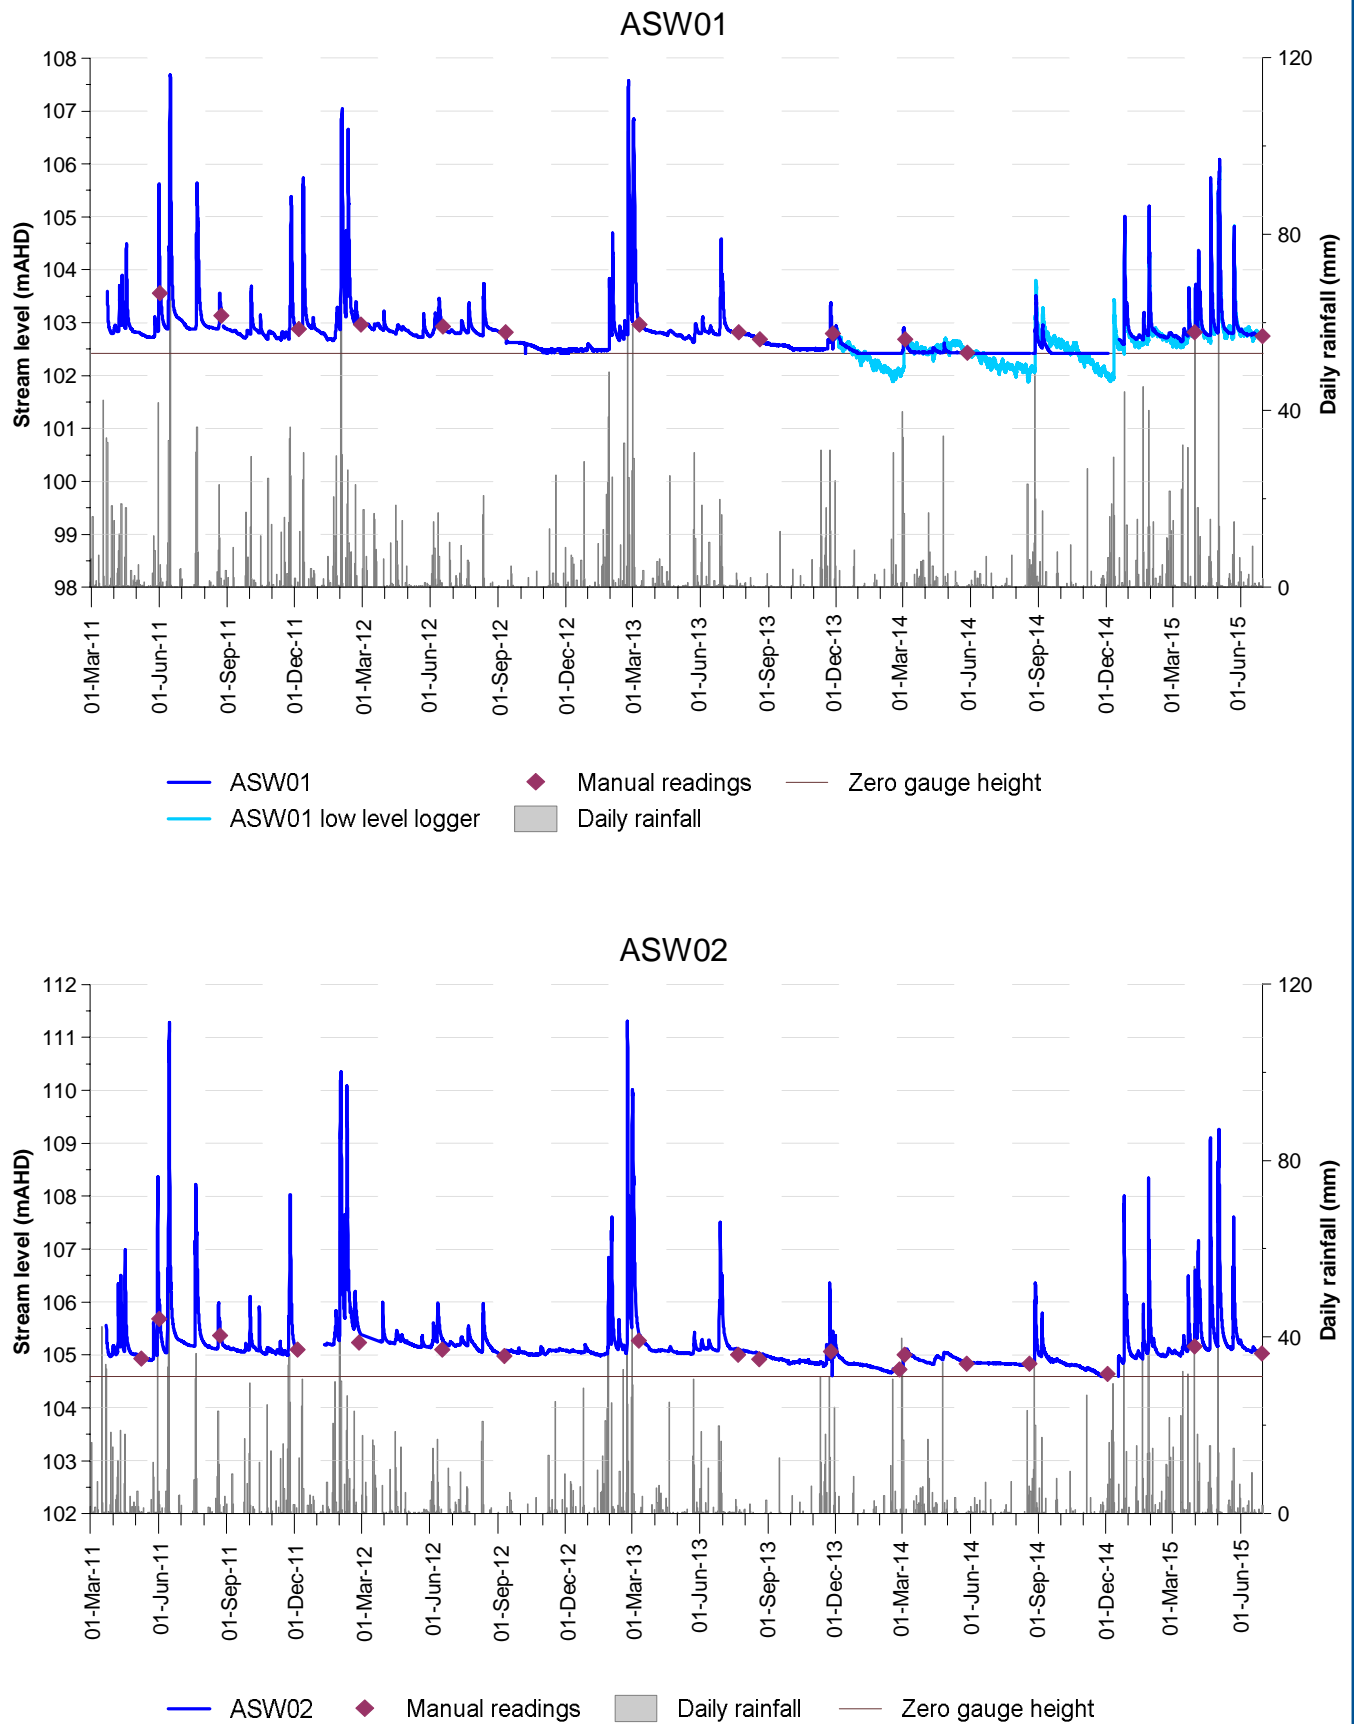 ASW01
108
107
106
105
104
103
102
101
100
99
98
Stream level (mAHD)
120
80
40
0
Daily rainfall (mm)
01-Mar-11
01-Jun-11
01-Sep-11
01-Dec-11
01-Mar-12
01-Jun-12
01-Sep-12
01-Dec-12
01-Mar-13
01-Jun-13
01-Sep-13
01-Dec-13
01-Mar-14
01-Jun-14
01-Sep-14
01-Dec-14
01-Mar-15
01-Jun-15
ASW01 Manual readings Zero gauge height
ASW01 low level logger Daily rainfall
ASW02
112
111
110
109
108
107
106
105
104
103
102
Stream level (mAHD)
120
80
40
0
Daily rainfall (mm)
01-Mar-11
01-Jun-11
01-Sep-11
01-Dec-11
01-Mar-12
01-Jun-12
01-Sep-12
01-Dec-12
01-Mar-13
01-Jun-13
01-Sep-13
01-Dec-13
01-Mar-14
01-Jun-14
01-Sep-14
01-Dec-14
01-Mar-15
01-Jun-15
ASW02 Manual readings Daily rainfall Zero gauge height